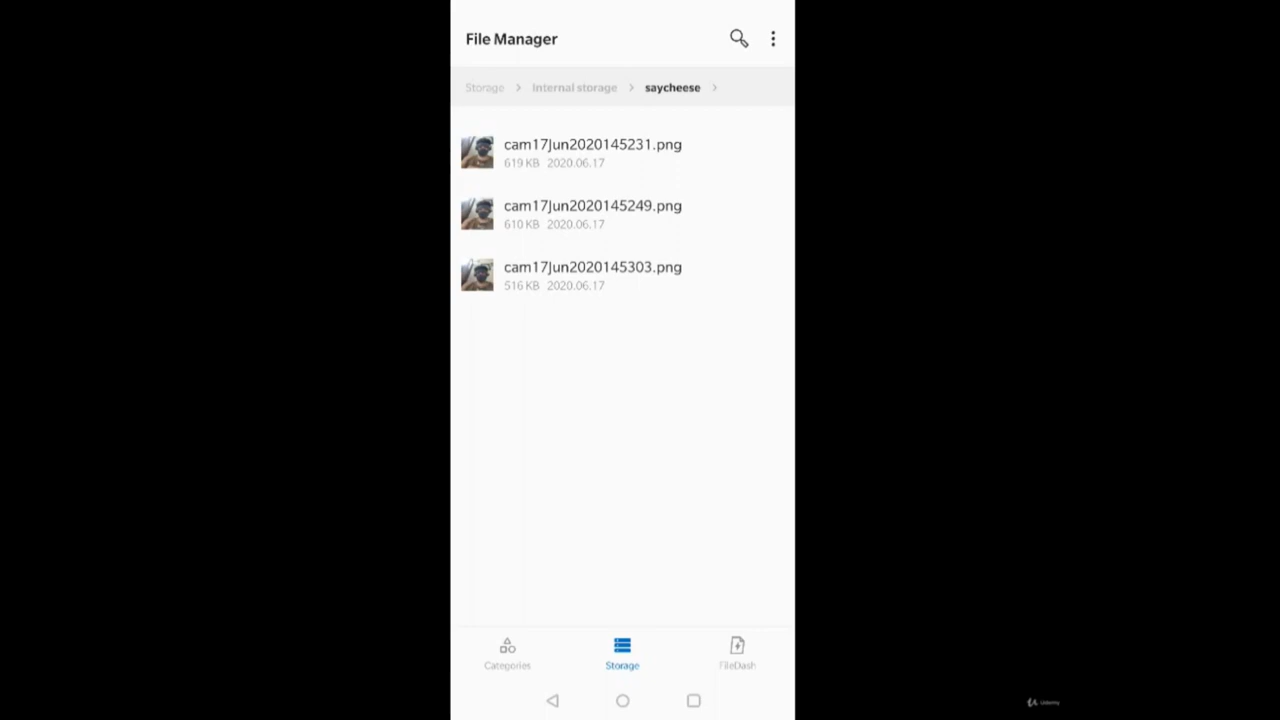 File Manager
Storage > Internal storage > saycheese >
cam17Jun2020145231.png
619 KB 2020.06.17
cam17Jun2020145249.png
610 KB 2020.06.17
cam17Jun2020145303.png
516 KB 2020.06.17
Categories
Storage
FileDash
Udemy